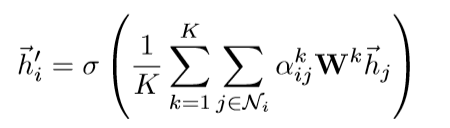 $\vec{h}'_i = \sigma \left( \frac{1}{K} \sum_{k=1}^{K} \sum_{j \in \mathcal{N}_i} \alpha_{ij}^k \mathbf{W}^k \vec{h}_j \right)$